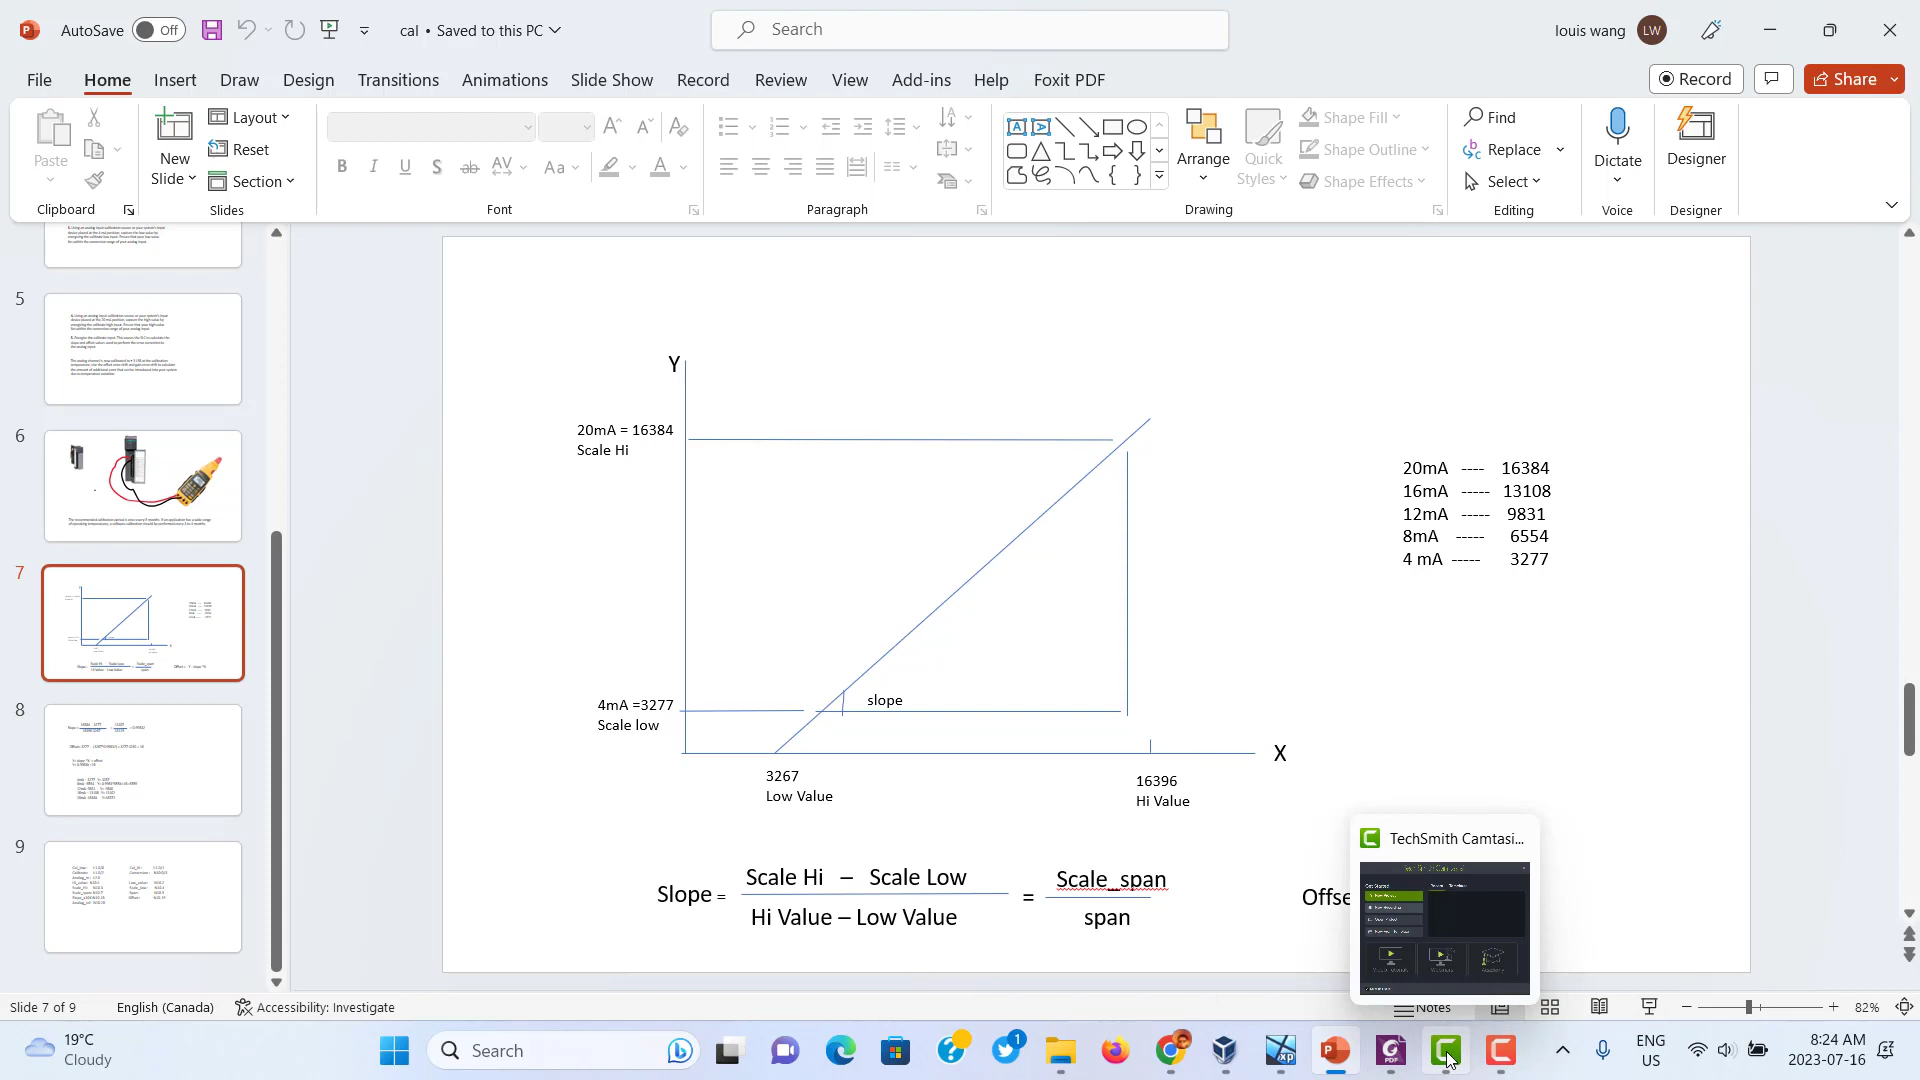 AutoSave Off cal • Saved to this PC Search louis wang LW
File Home Insert Draw Design Transitions Animations Slide Show Record Review View Add-ins Help Foxit PDF Record Share
Paste
New Slide
Layout
Reset
Section
Aa
Arrange
Quick Styles
Shape Fill
Shape Outline
Shape Effects
Find
Replace
Select
Dictate
Designer
Clipboard Slides Font Paragraph Drawing Editing Voice Designer
5
6
7
8
9
Y
20mA = 16384
Scale Hi
4mA =3277
Scale low
slope
X
3267
Low Value
16396
Hi Value
20mA ---- 16384
16mA ----- 13108
12mA ----- 9831
8mA ----- 6554
4 mA ----- 3277
Slope = Scale Hi – Scale Low = Scale_span
Hi Value – Low Value span
Offse
TechSmith Camtasi...
Slide 7 of 9 English (Canada) Accessibility: Investigate Notes 82%
19°C
Cloudy
Search
1
ENG
US
8:24 AM
2023-07-16